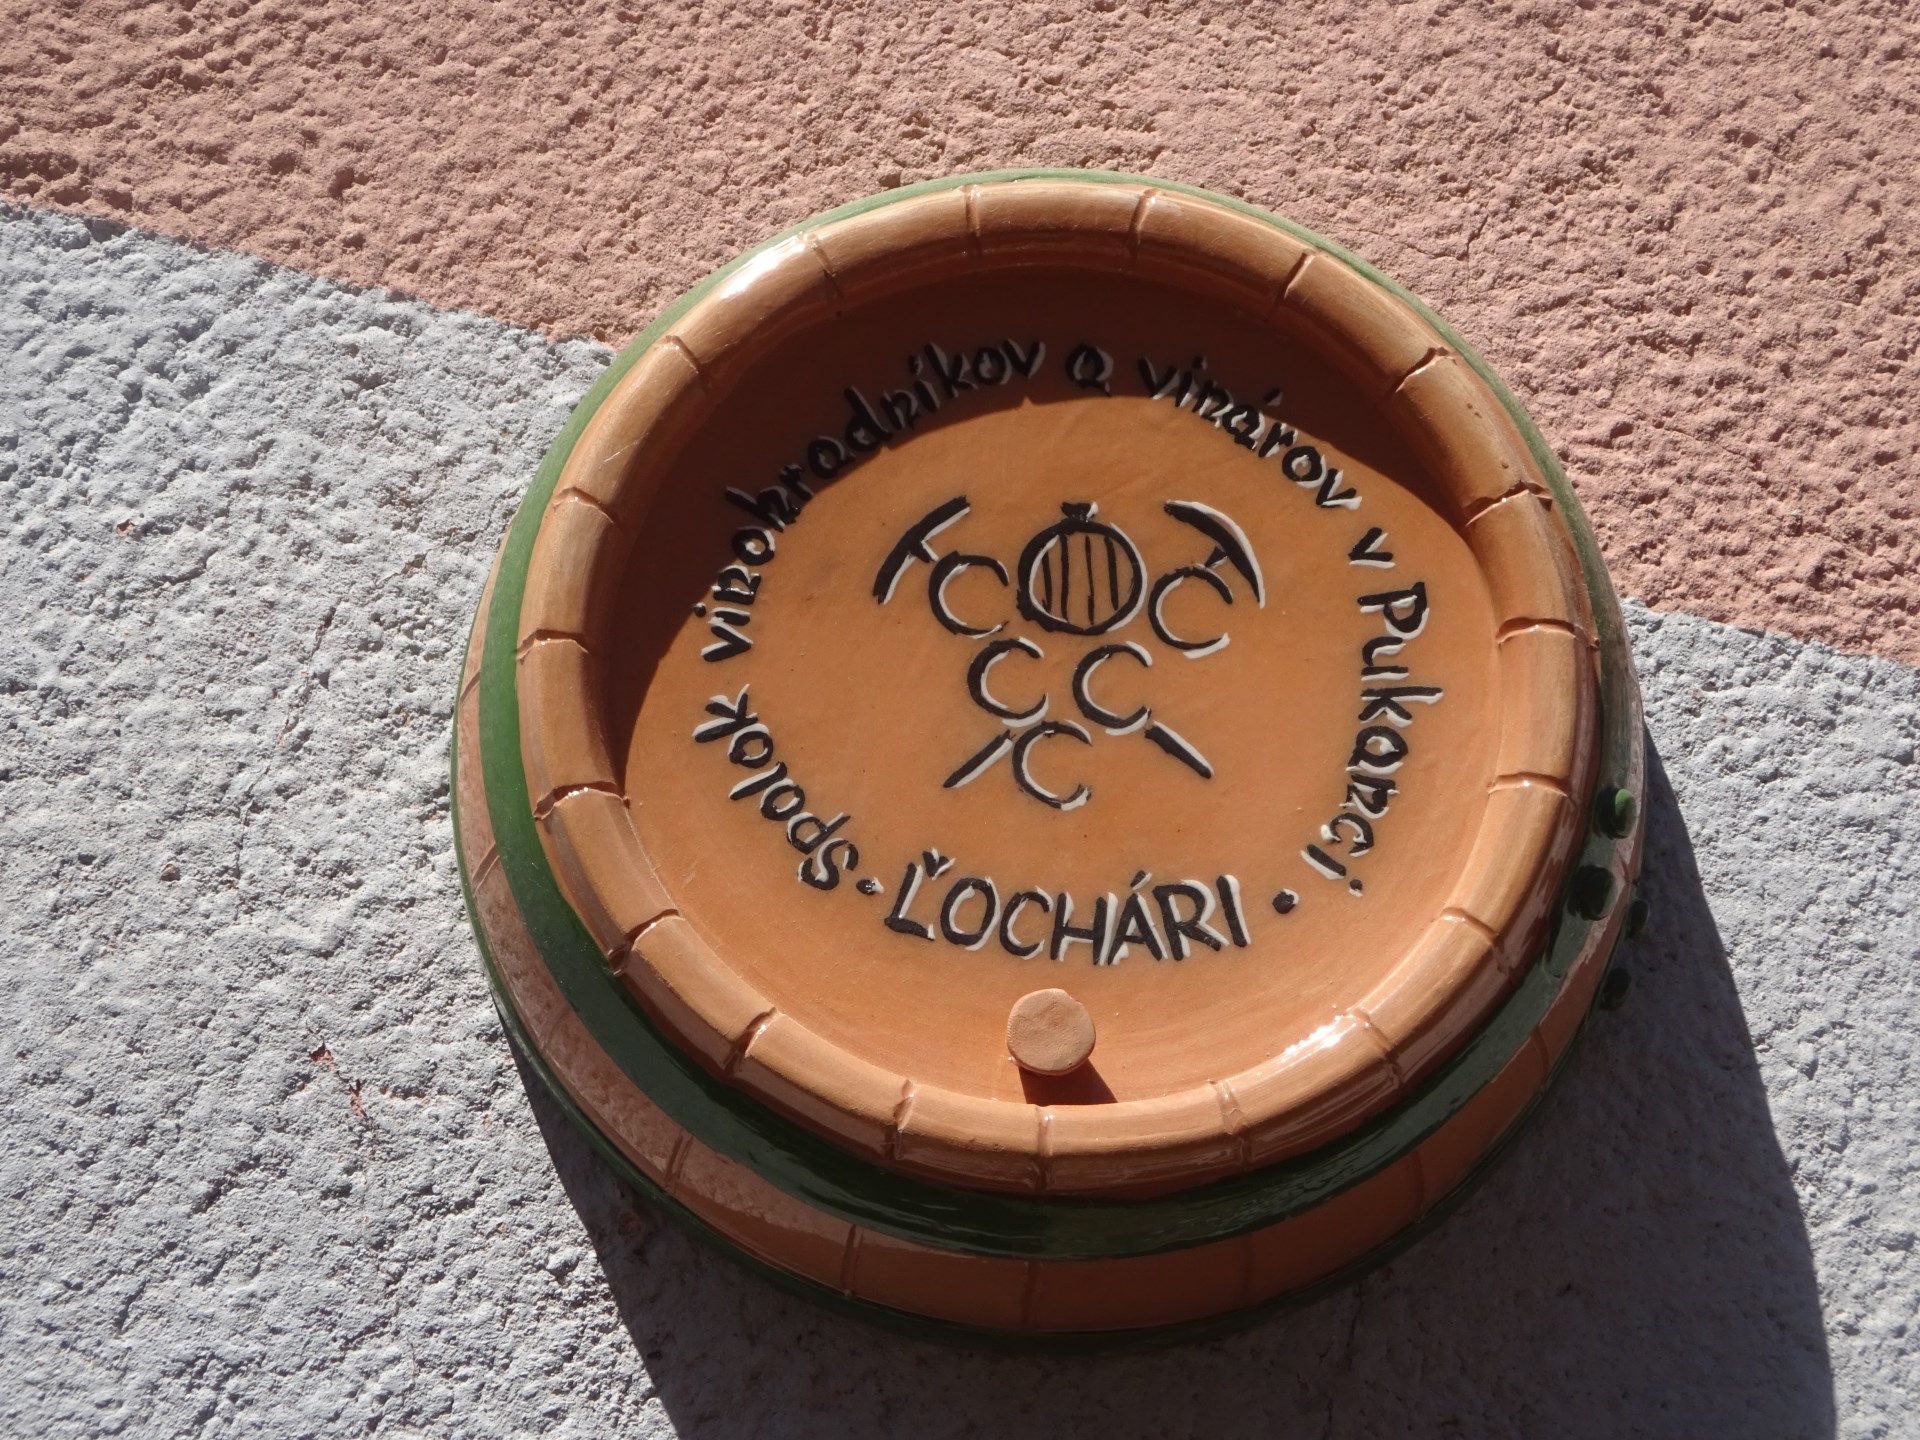 Spolok vinohradníkov a vinárov v Pukanci
• ĽOCHÁRI •